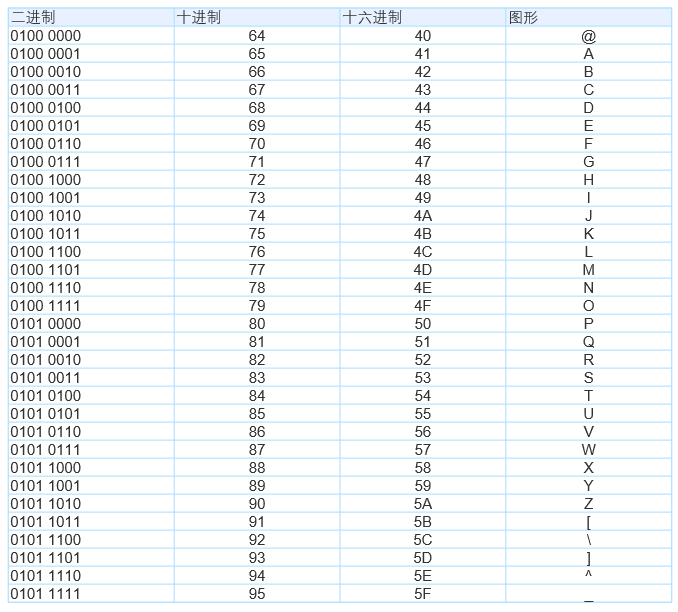 二进制 十进制 十六进制 图形
0100 0000 64 40 @
0100 0001 65 41 A
0100 0010 66 42 B
0100 0011 67 43 C
0100 0100 68 44 D
0100 0101 69 45 E
0100 0110 70 46 F
0100 0111 71 47 G
0100 1000 72 48 H
0100 1001 73 49 I
0100 1010 74 4A J
0100 1011 75 4B K
0100 1100 76 4C L
0100 1101 77 4D M
0100 1110 78 4E N
0100 1111 79 4F O
0101 0000 80 50 P
0101 0001 81 51 Q
0101 0010 82 52 R
0101 0011 83 53 S
0101 0100 84 54 T
0101 0101 85 55 U
0101 0110 86 56 V
0101 0111 87 57 W
0101 1000 88 58 X
0101 1001 89 59 Y
0101 1010 90 5A Z
0101 1011 91 5B [
0101 1100 92 5C \
0101 1101 93 5D ]
0101 1110 94 5E ^
0101 1111 95 5F _